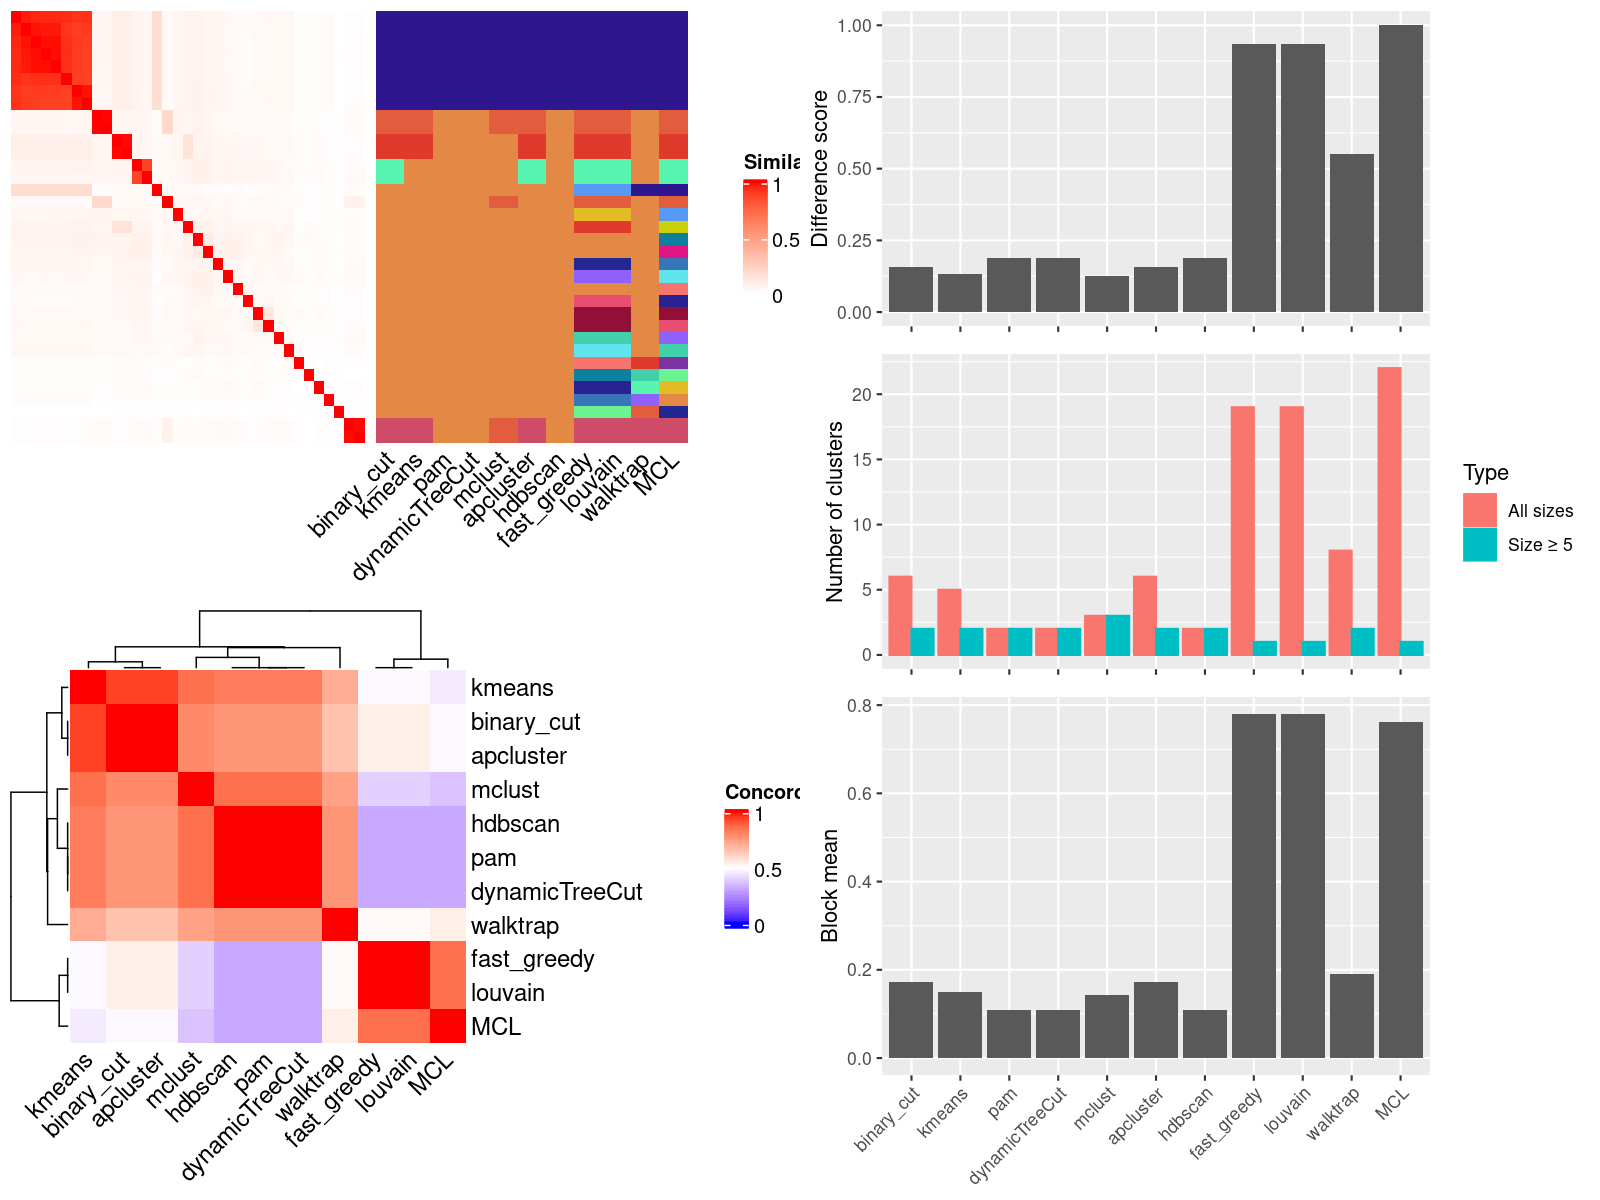 Simila
1
0.5
0
binary_cut
kmeans
pam
dynamicTreeCut
mclust
apcluster
hdbscan
fast_greedy
louvain
walktrap
MCL
kmeans
binary_cut
apcluster
mclust
hdbscan
pam
dynamicTreeCut
walktrap
fast_greedy
louvain
MCL
Concord
1
0.5
0
kmeans
binary_cut
apcluster
mclust
hdbscan
pam
dynamicTreeCut
walktrap
fast_greedy
louvain
MCL
Difference score
1.00
0.75
0.50
0.25
0.00
Number of clusters
20
15
10
5
0
Type
All sizes
Size ≥ 5
Block mean
0.8
0.6
0.4
0.2
0.0
binary_cut
kmeans
pam
dynamicTreeCut
mclust
apcluster
hdbscan
fast_greedy
louvain
walktrap
MCL